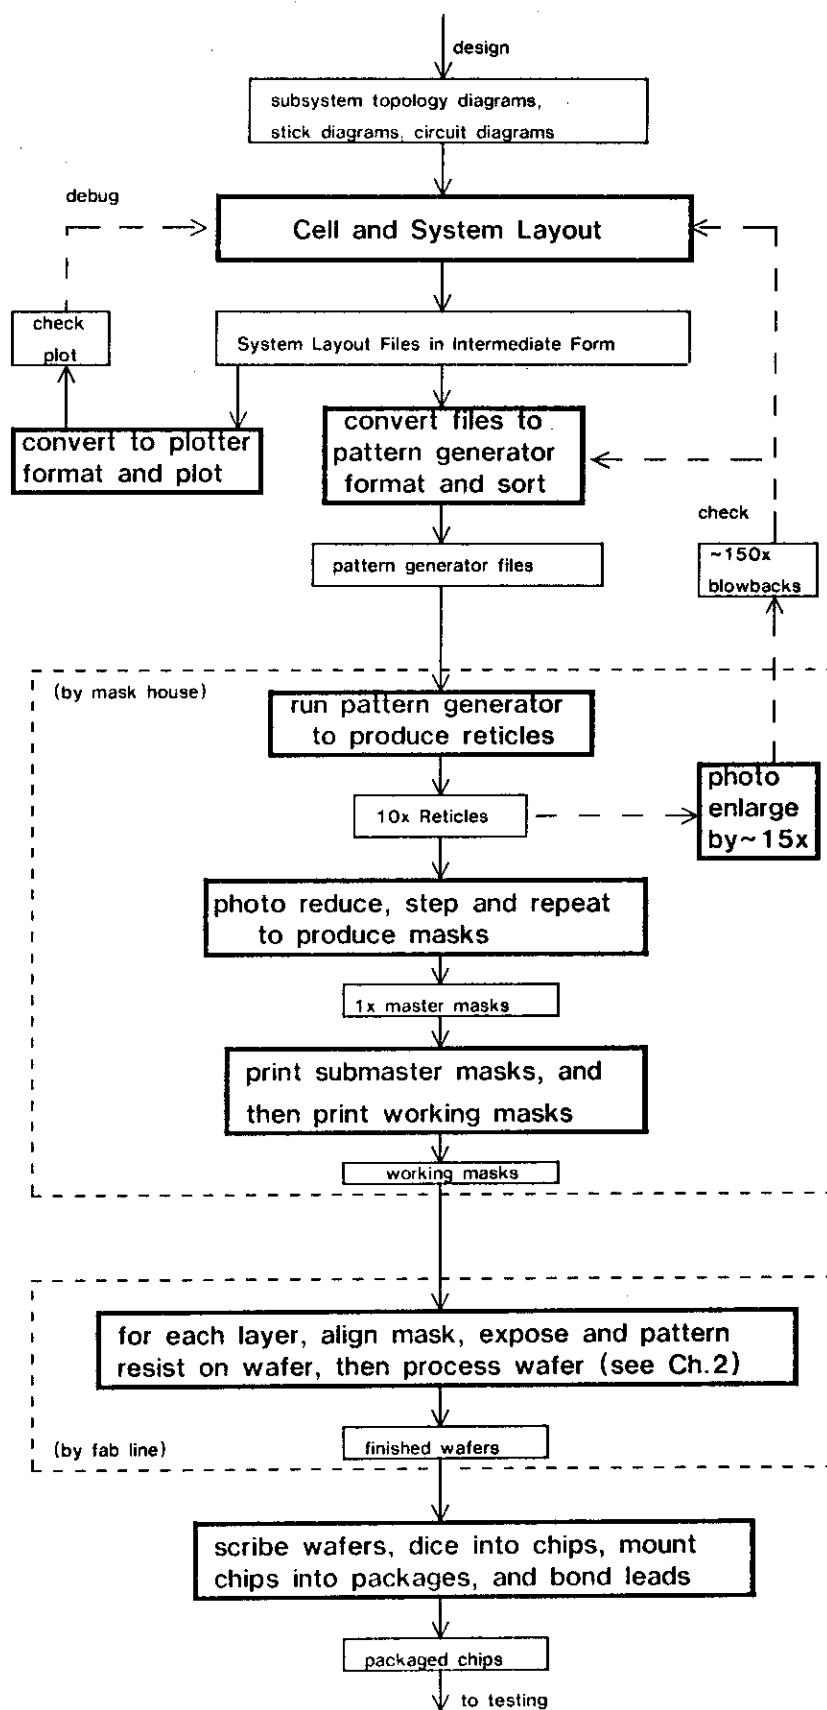 design
subsystem topology diagrams,
stick diagrams, circuit diagrams
debug
Cell and System Layout
check
plot
System Layout Files in Intermediate Form
convert to plotter
format and plot
convert files to
pattern generator
format and sort
check
~150x
blowbacks
pattern generator files
(by mask house)
run pattern generator
to produce reticles
10x Reticles
photo
enlarge
by~15x
photo reduce, step and repeat
to produce masks
1x master masks
print submaster masks, and
then print working masks
working masks
for each layer, align mask, expose and pattern
resist on wafer, then process wafer (see Ch.2)
(by fab line)
finished wafers
scribe wafers, dice into chips, mount
chips into packages, and bond leads
packaged chips
to testing